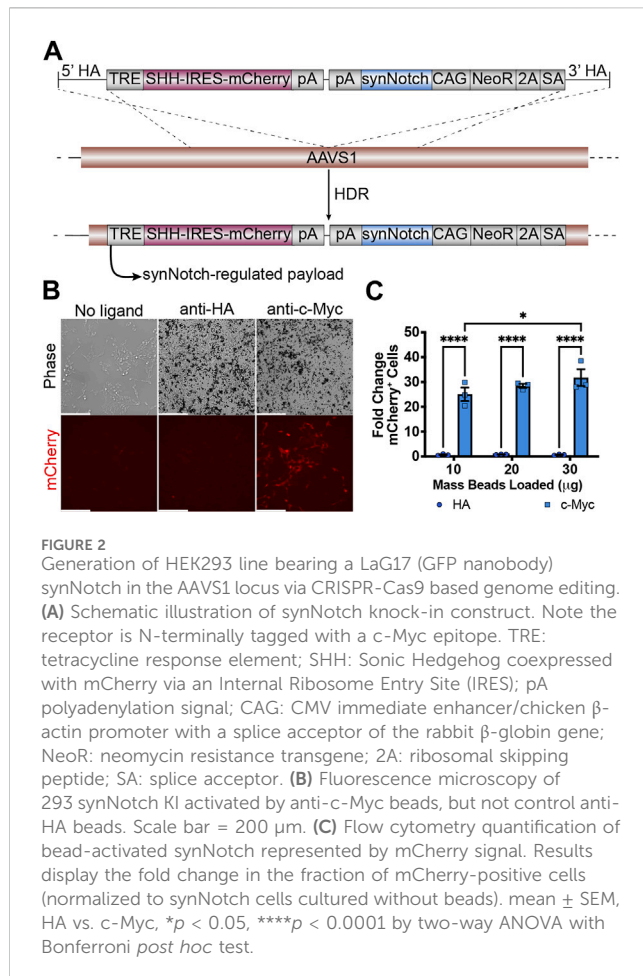 A
5' HA
TRE SHH-IRES-mCherry pA pA synNotch CAG NeoR 2A SA
3' HA
AAVS1
HDR
TRE SHH-IRES-mCherry pA pA synNotch CAG NeoR 2A SA
synNotch-regulated payload
B
No ligand anti-HA anti-c-Myc
Phase
mCherry
C
*
**** **** ****
Fold Change
mCherry+ Cells
50
40
30
20
10
0
10 20 30
Mass Beads Loaded (μg)
HA c-Myc
FIGURE 2
Generation of HEK293 line bearing a LaG17 (GFP nanobody)
synNotch in the AAVS1 locus via CRISPR-Cas9 based genome editing.
(A) Schematic illustration of synNotch knock-in construct. Note the
receptor is N-terminally tagged with a c-Myc epitope. TRE:
tetracycline response element; SHH: Sonic Hedgehog coexpressed
with mCherry via an Internal Ribosome Entry Site (IRES); pA
polyadenylation signal; CAG: CMV immediate enhancer/chicken β-
actin promoter with a splice acceptor of the rabbit β-globin gene;
NeoR: neomycin resistance transgene; 2A: ribosomal skipping
peptide; SA: splice acceptor. (B) Fluorescence microscopy of
293 synNotch KI activated by anti-c-Myc beads, but not control anti-
HA beads. Scale bar = 200 μm. (C) Flow cytometry quantification of
bead-activated synNotch represented by mCherry signal. Results
display the fold change in the fraction of mCherry-positive cells
(normalized to synNotch cells cultured without beads). mean ± SEM,
HA vs. c-Myc, *p < 0.05, ****p < 0.0001 by two-way ANOVA with
Bonferroni post hoc test.